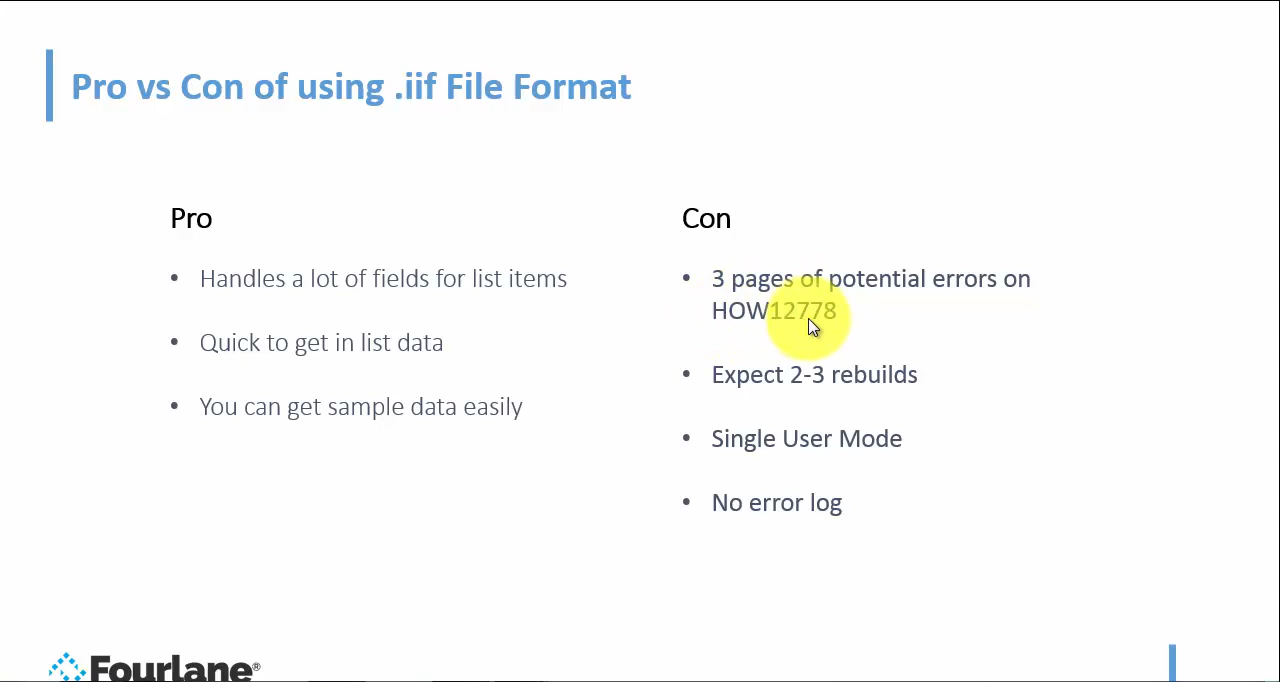 Pro vs Con of using .iif File Format
Pro
• Handles a lot of fields for list items
• Quick to get in list data
• You can get sample data easily
Con
• 3 pages of potential errors on
HOW12778
• Expect 2-3 rebuilds
• Single User Mode
• No error log
Fourlane®